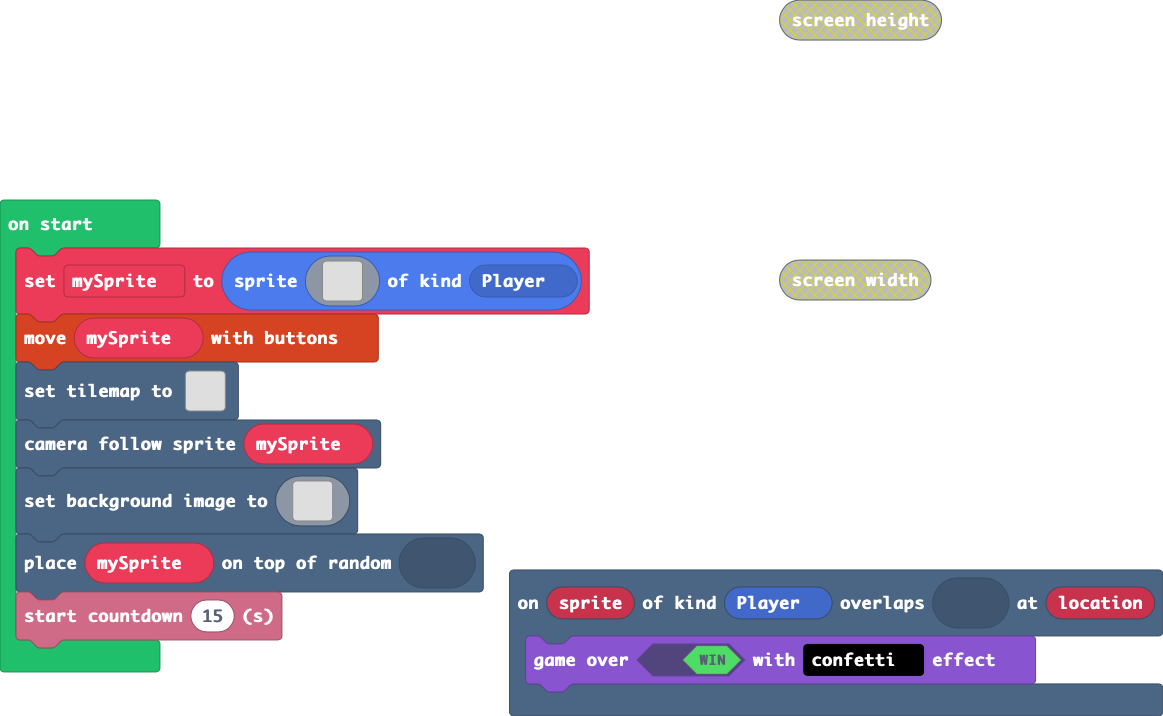 screen height
on start
set mySprite to sprite of kind Player
screen width
move mySprite with buttons
set tilemap to
camera follow sprite mySprite
set background image to
place mySprite on top of random
on sprite of kind Player overlaps at location
start countdown 15 (s)
game over WIN with confetti effect